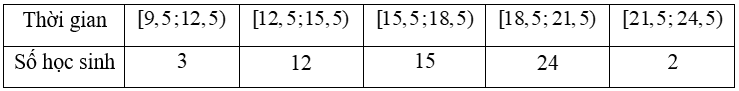 Thời gian [9,5;12,5) [12,5;15,5) [15,5;18,5) [18,5;21,5) [21,5;24,5)
Số học sinh 3 12 15 24 2